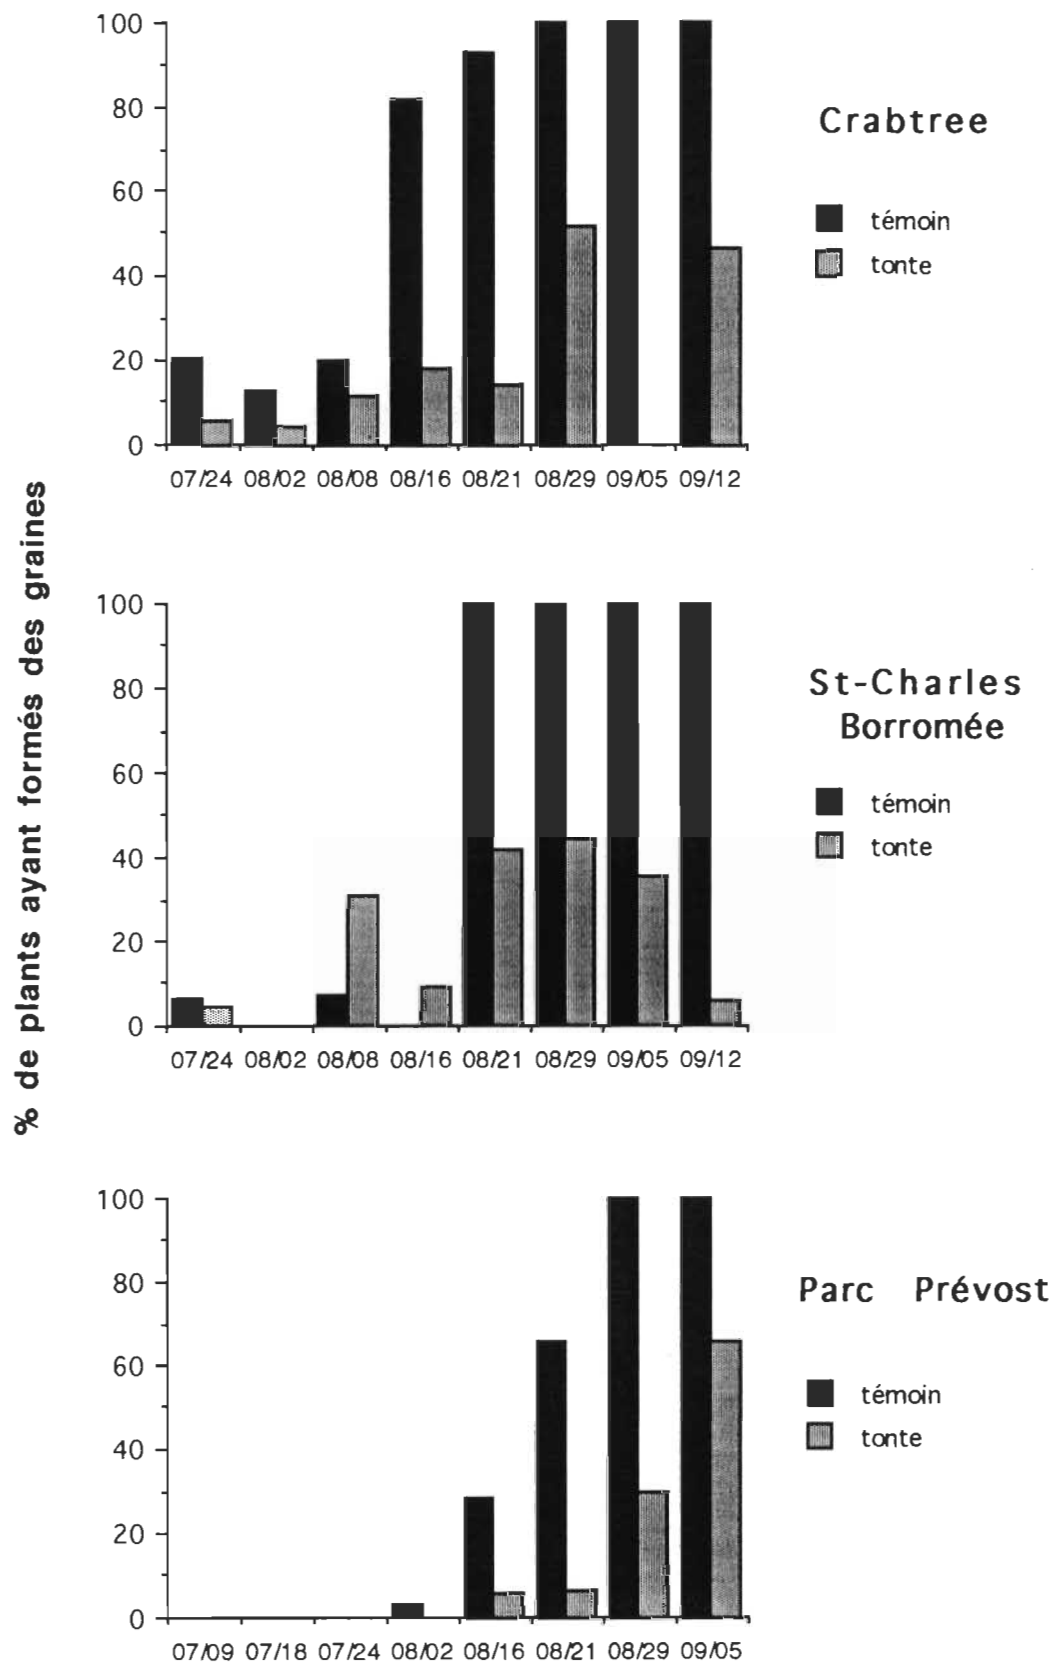 % de plants ayant formés des graines
100
80
60
40
20
0
07/24 08/02 08/08 08/16 08/21 08/29 09/05 09/12
Crabtree
témoin
tonte
100
80
60
40
20
0
07/24 08/02 08/08 08/16 08/21 08/29 09/05 09/12
St-Charles
Borromée
témoin
tonte
100
80
60
40
20
0
07/09 07/18 07/24 08/02 08/16 08/21 08/29 09/05
Parc Prévost
témoin
tonte